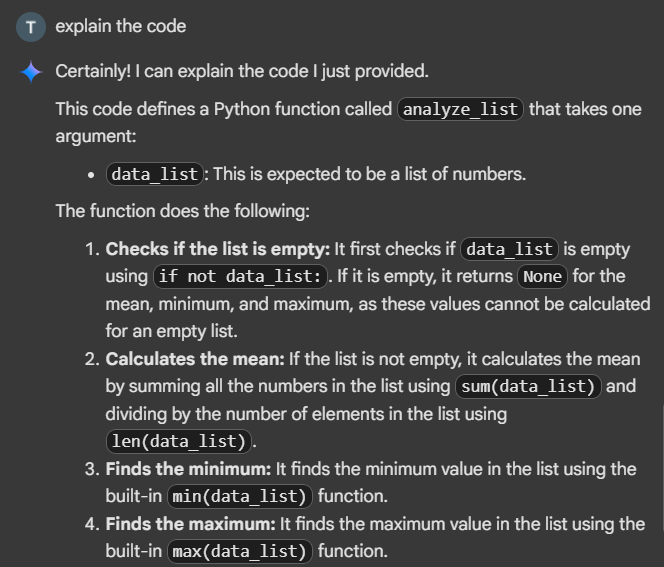 T explain the code
Certainly! I can explain the code I just provided.
This code defines a Python function called analyze_list that takes one
argument:
• data_list: This is expected to be a list of numbers.
The function does the following:
1. Checks if the list is empty: It first checks if data_list is empty
using if not data_list:. If it is empty, it returns None for the
mean, minimum, and maximum, as these values cannot be calculated
for an empty list.
2. Calculates the mean: If the list is not empty, it calculates the mean
by summing all the numbers in the list using sum(data_list) and
dividing by the number of elements in the list using
len(data_list).
3. Finds the minimum: It finds the minimum value in the list using the
built-in min(data_list) function.
4. Finds the maximum: It finds the maximum value in the list using the
built-in max(data_list) function.